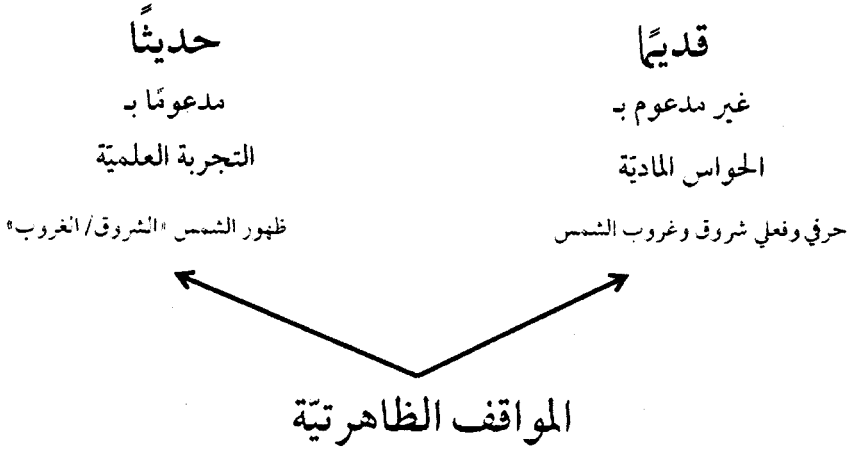 قديمًا
غير مدعوم بـ
الحواس الماديّة
حرفي وفعلي شروق وغروب الشمس
حديثًا
مدعومًا بـ
التجربة العلميّة
ظهور الشمس "الشروق/ الغروب"
المواقف الظاهرتيّة